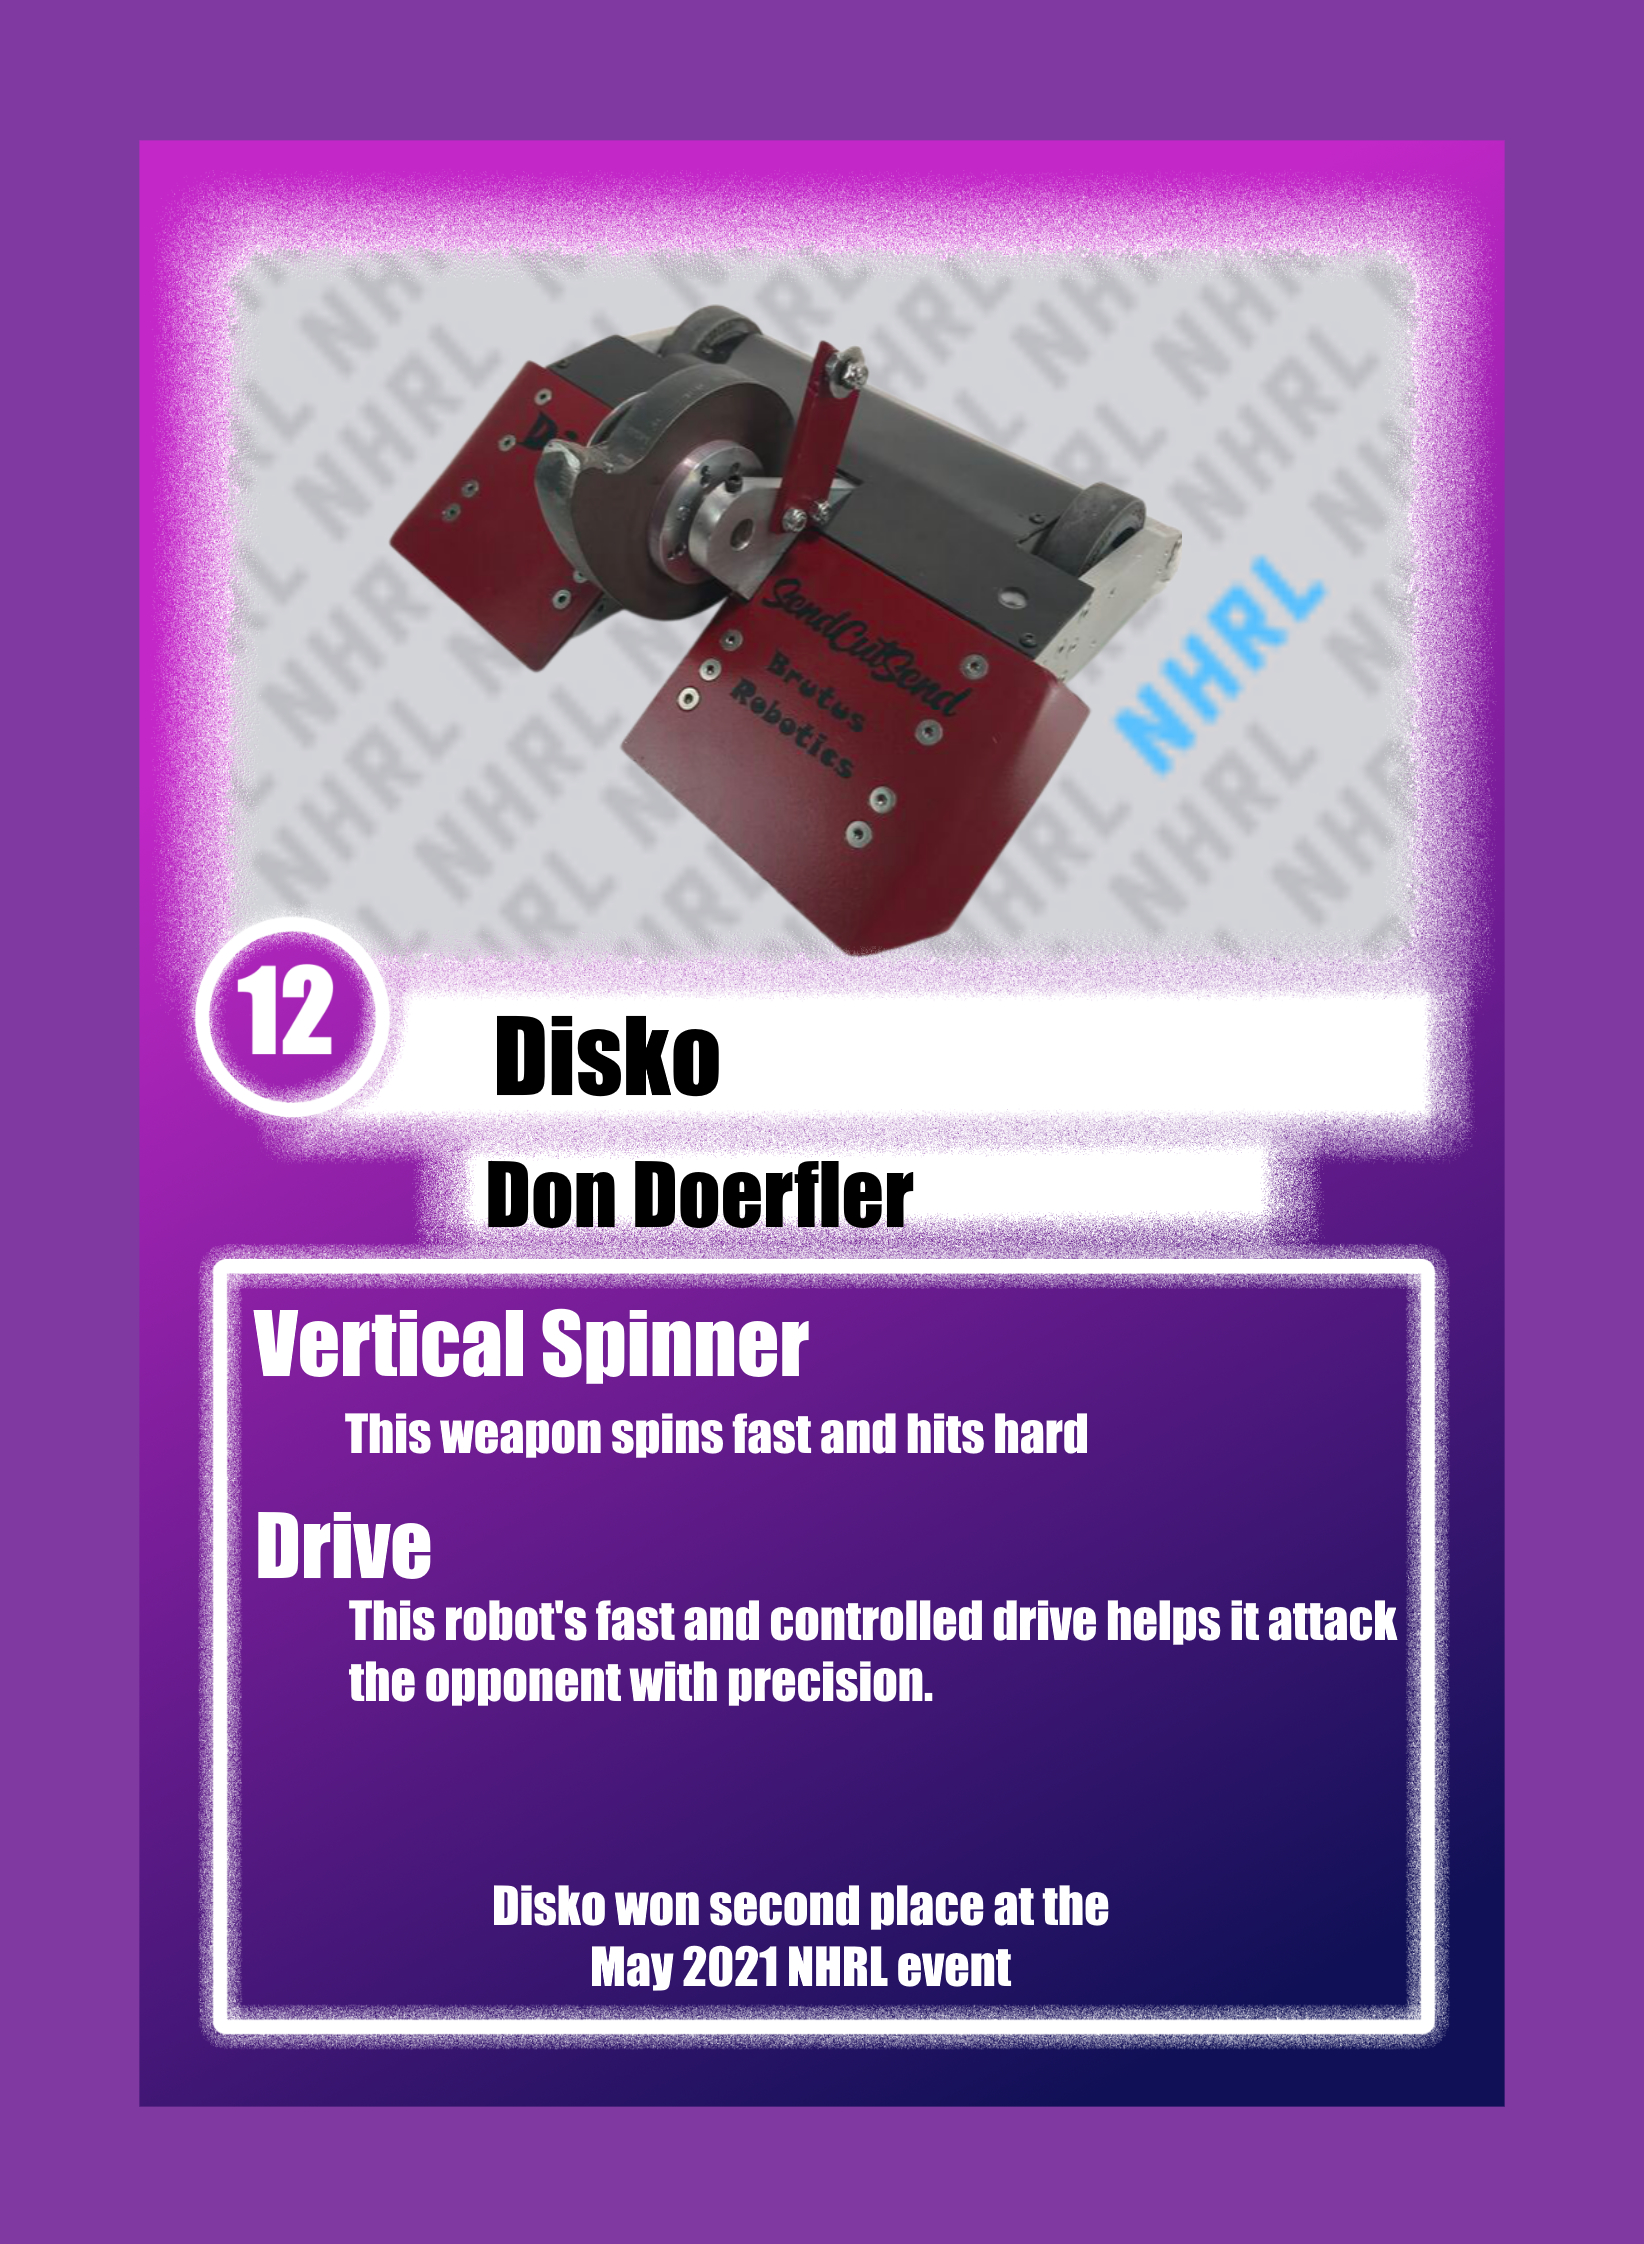 NHRL
Di
SendCutSend
Brutus
Robotics
NHRL
12
Disko
Don Doerfler
Vertical Spinner
This weapon spins fast and hits hard
Drive
This robot's fast and controlled drive helps it attack
the opponent with precision.
Disko won second place at the
May 2021 NHRL event